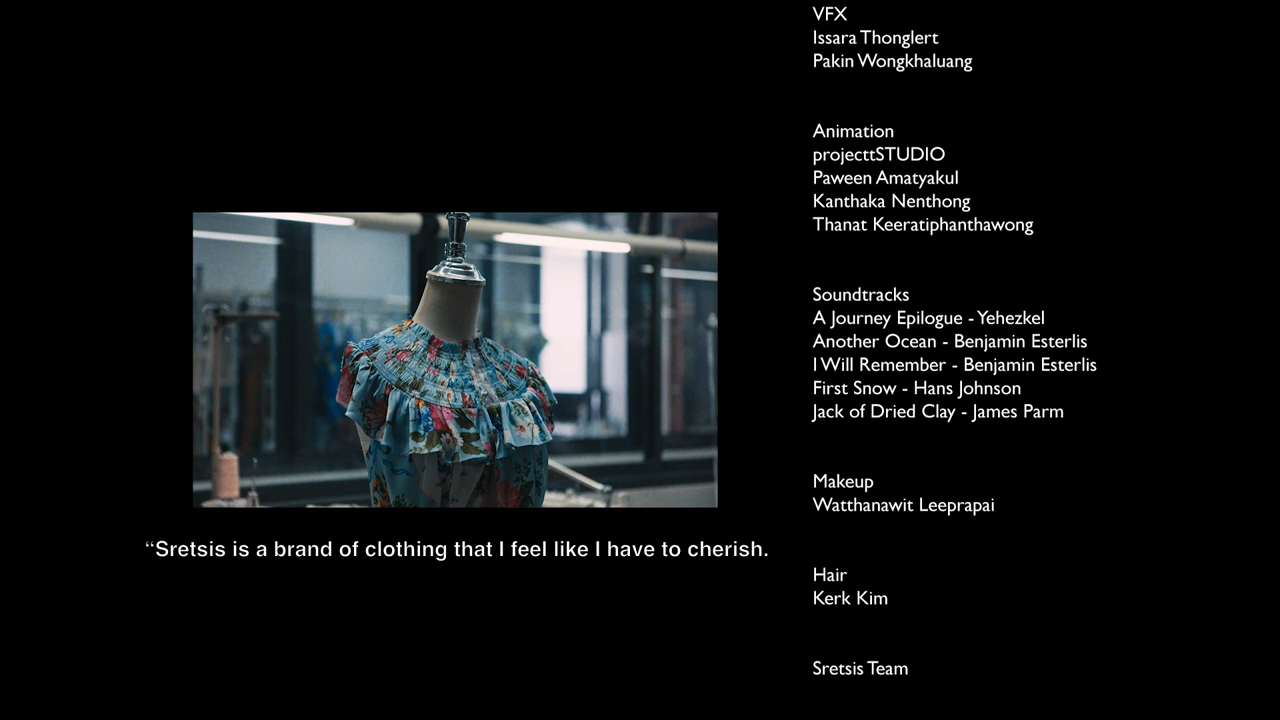 VFX
Issara Thonglert
Pakin Wongkhaluang
Animation
projecttSTUDIO
Paween Amatyakul
Kanthaka Nenthong
Thanat Keeratiphanthawong
Soundtracks
A Journey Epilogue - Yehezkel
Another Ocean - Benjamin Esterlis
I Will Remember - Benjamin Esterlis
First Snow - Hans Johnson
Jack of Dried Clay - James Parm
Makeup
Watthanawit Leeprapai
Hair
Kerk Kim
Sretsis Team
“Sretsis is a brand of clothing that I feel like I have to cherish.